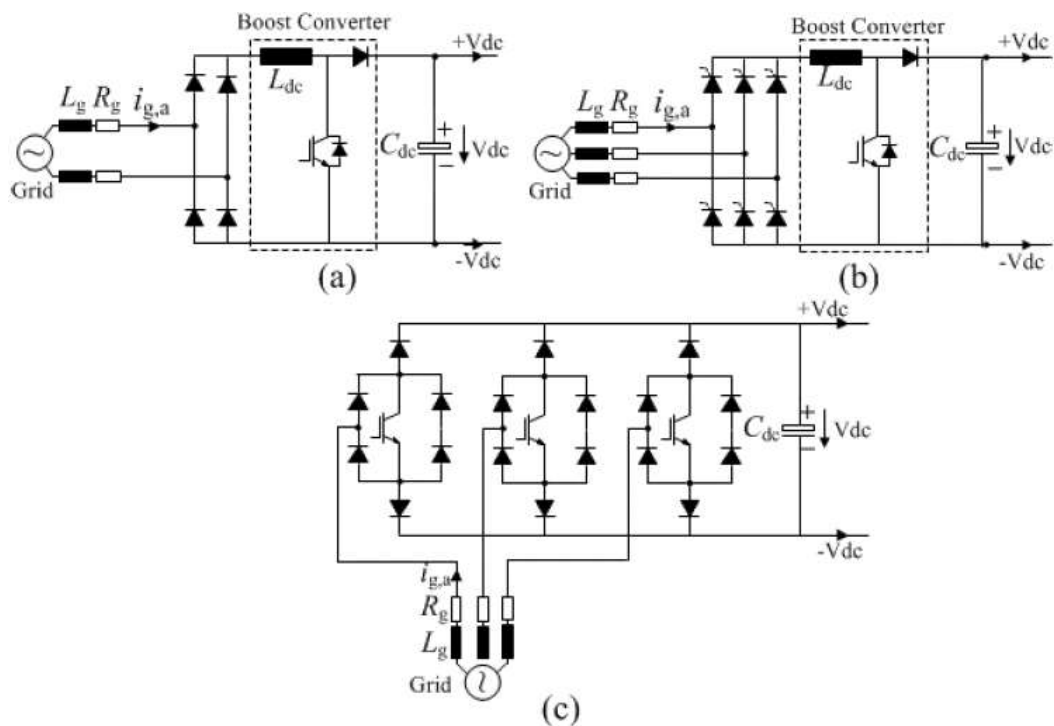 Boost Converter
+Vdc
Ldc
Lg Rg ig,a
Cdc
+
−
Vdc
Grid
-Vdc
(a)
Boost Converter
+Vdc
Ldc
Lg Rg ig,a
Cdc
+
−
Vdc
Grid
-Vdc
(b)
+Vdc
Cdc
+
−
Vdc
-Vdc
ig,a
Rg
Lg
Grid
(c)